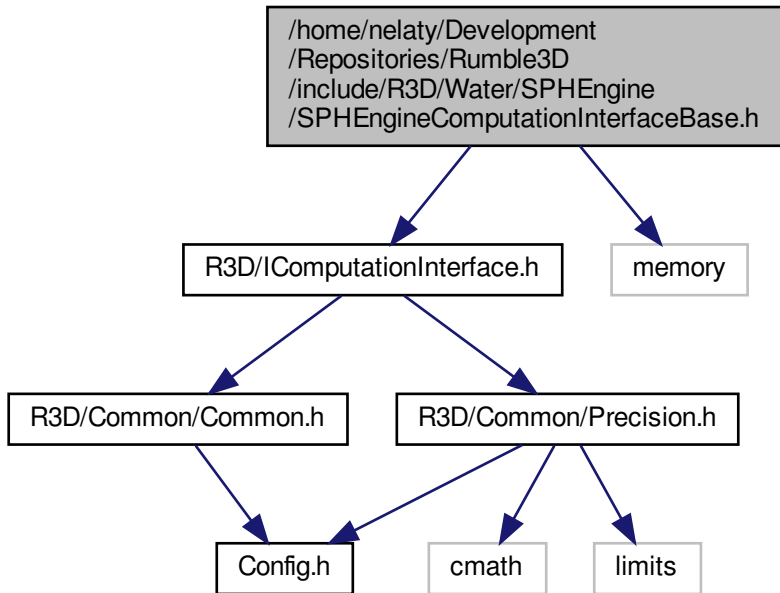 /home/nelaty/Development
/Repositories/Rumble3D
/include/R3D/Water/SPHEngine
/SPHEngineComputationInterfaceBase.h
R3D/IComputationInterface.h
memory
R3D/Common/Common.h
R3D/Common/Precision.h
Config.h
cmath
limits